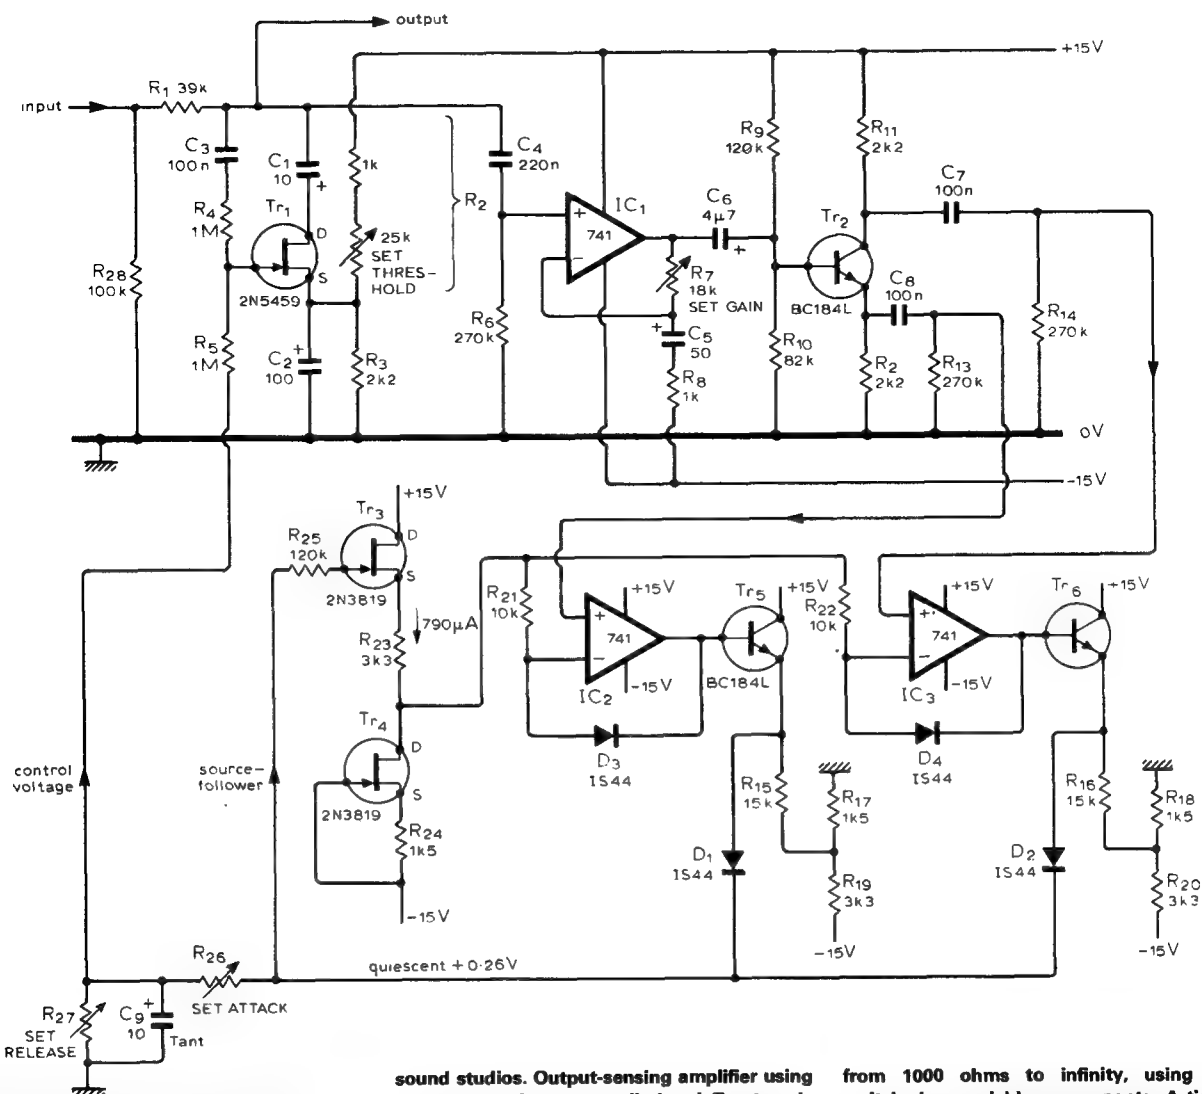 output
+15V
input
R1 39k
C3
100n
C1
10
+
1k
R2
C4
220n
R9
120k
R11
2k2
R4
1M
Tr1
D
S
2N5459
25k
SET
THRES-
HOLD
+
-
IC1
741
C6
4µ7
+
Tr2
BC184L
C7
100n
R28
100k
R7
18k
SET GAIN
C8
100n
R5
1M
+
C2
100
R3
2k2
R6
270k
+
C5
50
R8
1k
R10
82k
R2
2k2
R13
270k
R14
270k
0V
-15V
+15V
Tr3
D
S
R25
120k
2N3819
790µA
R23
3k3
R21
10k
+15V
+
-
741
-15V
IC2
Tr5
+15V
BC184L
R22
10k
+15V
+
-
741
-15V
IC3
Tr6
+15V
Tr4
D
S
2N3819
D3
IS44
D4
IS44
control
voltage
source-
follower
R24
1k5
-15V
R15
15k
R17
1k5
R16
15k
R18
1k5
D1
IS44
R19
3k3
-15V
D2
IS44
R20
3k3
-15V
R26
SET ATTACK
quiescent +0·26V
R27
SET
RELEASE
C9
+
10
Tant
sound studios. Output-sensing amplifier using
from 1000 ohms to infinity, using